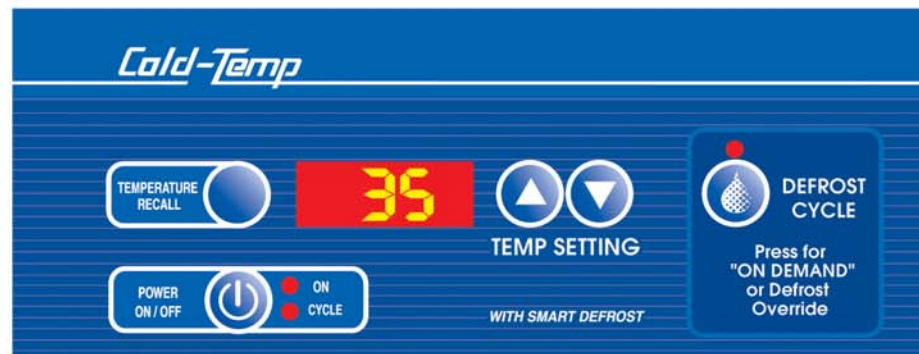 Cold-Temp
TEMPERATURE
RECALL
35
TEMP SETTING
POWER
ON / OFF
ON
CYCLE
WITH SMART DEFROST
DEFROST
CYCLE
Press for
"ON DEMAND"
or Defrost
Override